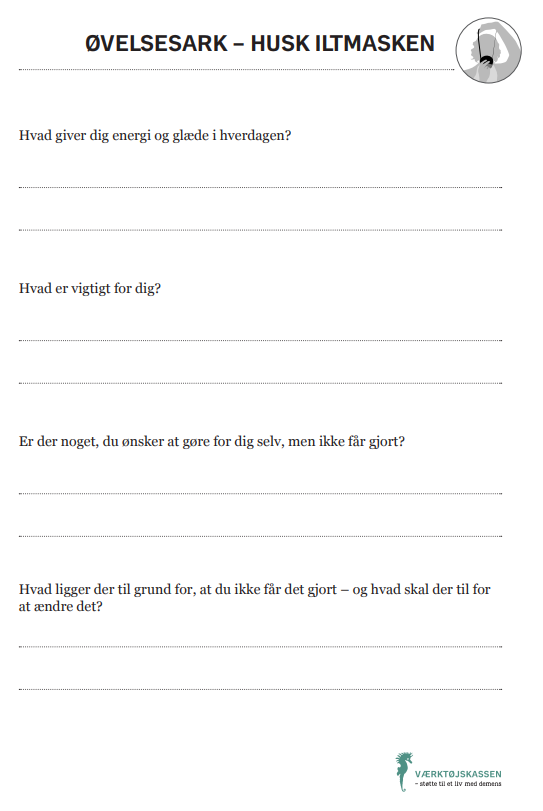 ØVELSESARK – HUSK ILTMASKEN
Hvad giver dig energi og glæde i hverdagen?
Hvad er vigtigt for dig?
Er der noget, du ønsker at gøre for dig selv, men ikke får gjort?
Hvad ligger der til grund for, at du ikke får det gjort – og hvad skal der til for
at ændre det?
VÆRKTØJSKASSEN
– støtte til et liv med demens